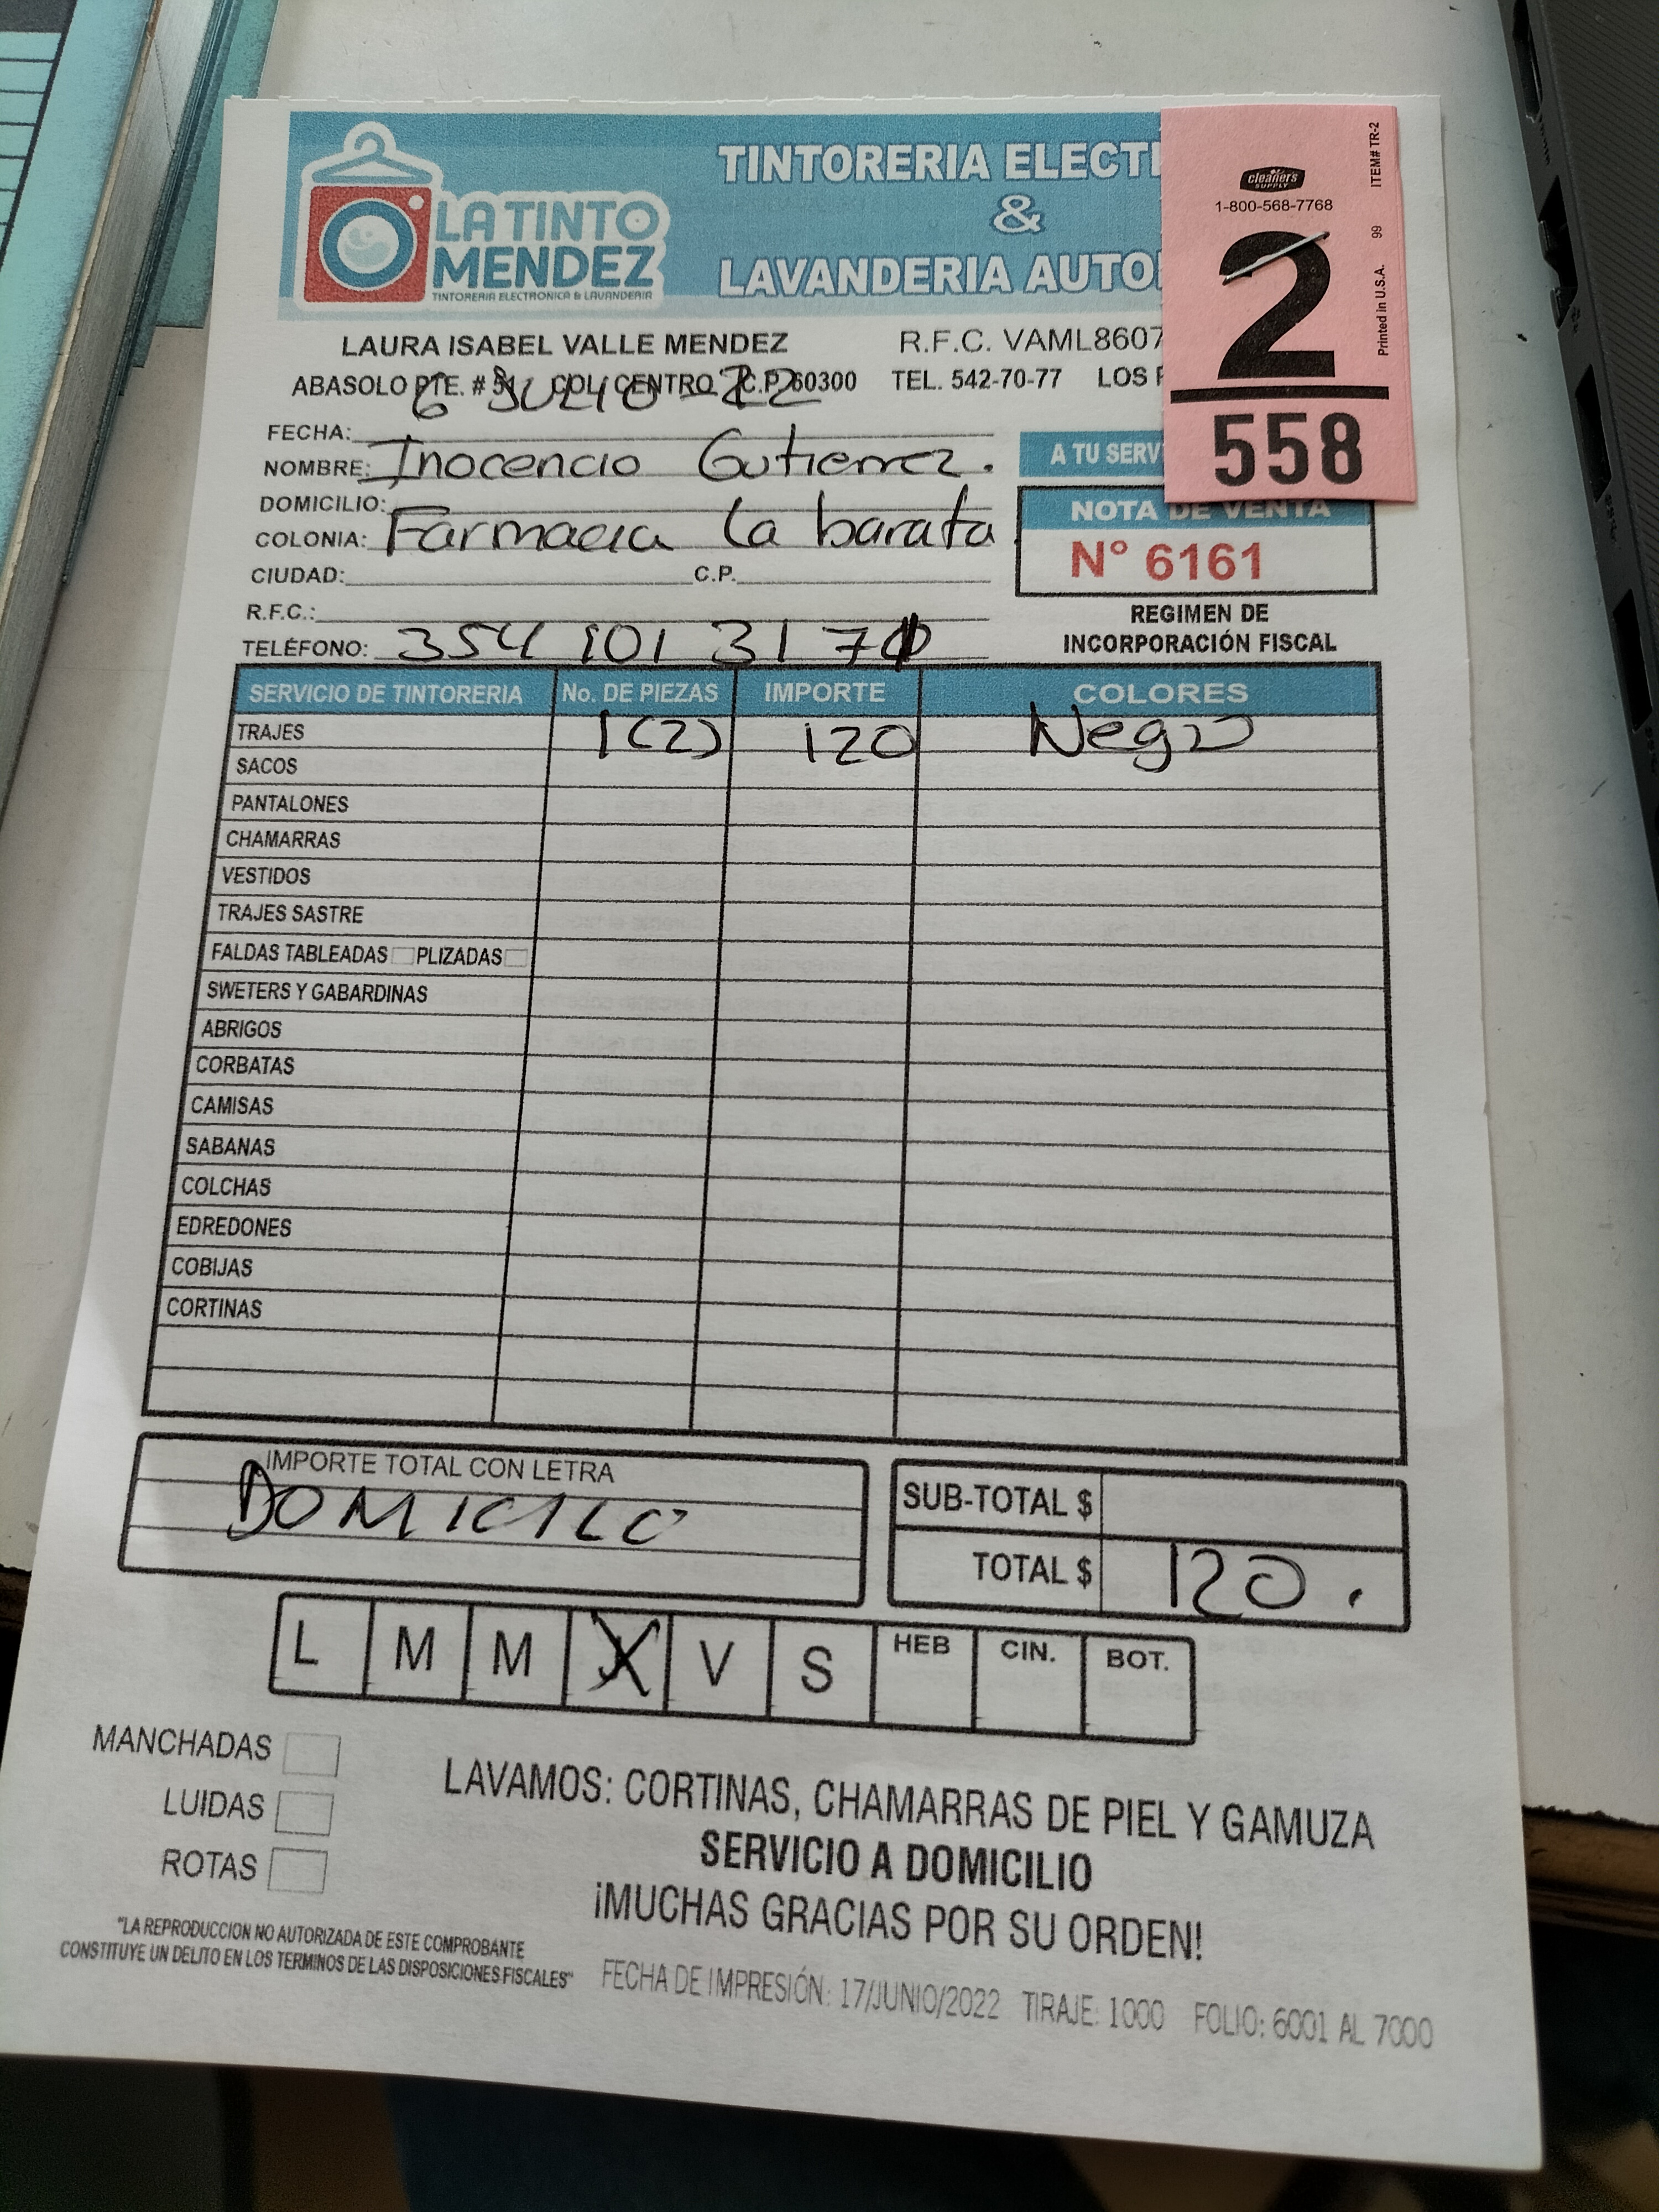 LA TINTO
MENDEZ
TINTORERIA ELECTRONICA & LAVANDERIA
TINTORERIA ELECT
&
LAVANDERIA AUTO
cleaner's
SUPPLY
1-800-568-7768
ITEM# TR-2
99
Printed in U.S.A.
2
558
LAURA ISABEL VALLE MENDEZ R.F.C. VAML8607
ABASOLO PTE. # 51 COL. CENTRO C.P. 60300 TEL. 542-70-77 LOS
FECHA: 6 JULIO 22
NOMBRE: Inocencio Gutierrez.
A TU SERV
DOMICILIO:
COLONIA: Farmacia la barata
NOTA DE VENTA
N° 6161
CIUDAD: C.P.
R.F.C.:
TELÉFONO: 354 101 31 7
REGIMEN DE
INCORPORACIÓN FISCAL
SERVICIO DE TINTORERIA No. DE PIEZAS IMPORTE COLORES
TRAJES 1(2) 120 Negro
SACOS
PANTALONES
CHAMARRAS
VESTIDOS
TRAJES SASTRE
FALDAS TABLEADAS PLIZADAS
SWETERS Y GABARDINAS
ABRIGOS
CORBATAS
CAMISAS
SABANAS
COLCHAS
EDREDONES
COBIJAS
CORTINAS
IMPORTE TOTAL CON LETRA
DOMICILIO
SUB-TOTAL $
TOTAL $ 120.
L M M J V S HEB CIN. BOT.
MANCHADAS
LUIDAS
ROTAS
LAVAMOS: CORTINAS, CHAMARRAS DE PIEL Y GAMUZA
SERVICIO A DOMICILIO
¡MUCHAS GRACIAS POR SU ORDEN!
"LA REPRODUCCION NO AUTORIZADA DE ESTE COMPROBANTE
CONSTITUYE UN DELITO EN LOS TERMINOS DE LAS DISPOSICIONES FISCALES"
FECHA DE IMPRESIÓN: 17/JUNIO/2022 TIRAJE: 1000 FOLIO: 6001 AL 7000